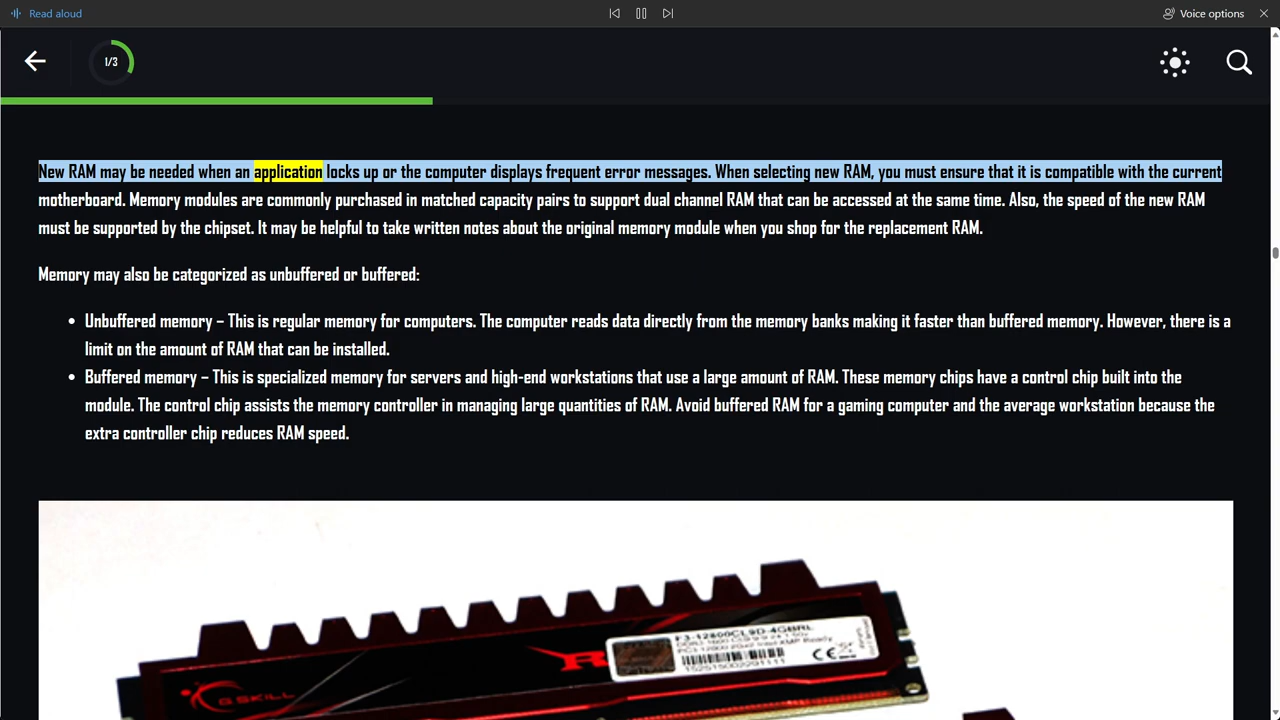 Read aloud
Voice options
1/3
New RAM may be needed when an application locks up or the computer displays frequent error messages. When selecting new RAM, you must ensure that it is compatible with the current
motherboard. Memory modules are commonly purchased in matched capacity pairs to support dual channel RAM that can be accessed at the same time. Also, the speed of the new RAM
must be supported by the chipset. It may be helpful to take written notes about the original memory module when you shop for the replacement RAM.
Memory may also be categorized as unbuffered or buffered:
• Unbuffered memory – This is regular memory for computers. The computer reads data directly from the memory banks making it faster than buffered memory. However, there is a
limit on the amount of RAM that can be installed.
• Buffered memory – This is specialized memory for servers and high-end workstations that use a large amount of RAM. These memory chips have a control chip built into the
module. The control chip assists the memory controller in managing large quantities of RAM. Avoid buffered RAM for a gaming computer and the average workstation because the
extra controller chip reduces RAM speed.
F3-12800CL9D-4GBRL
G.SKILL